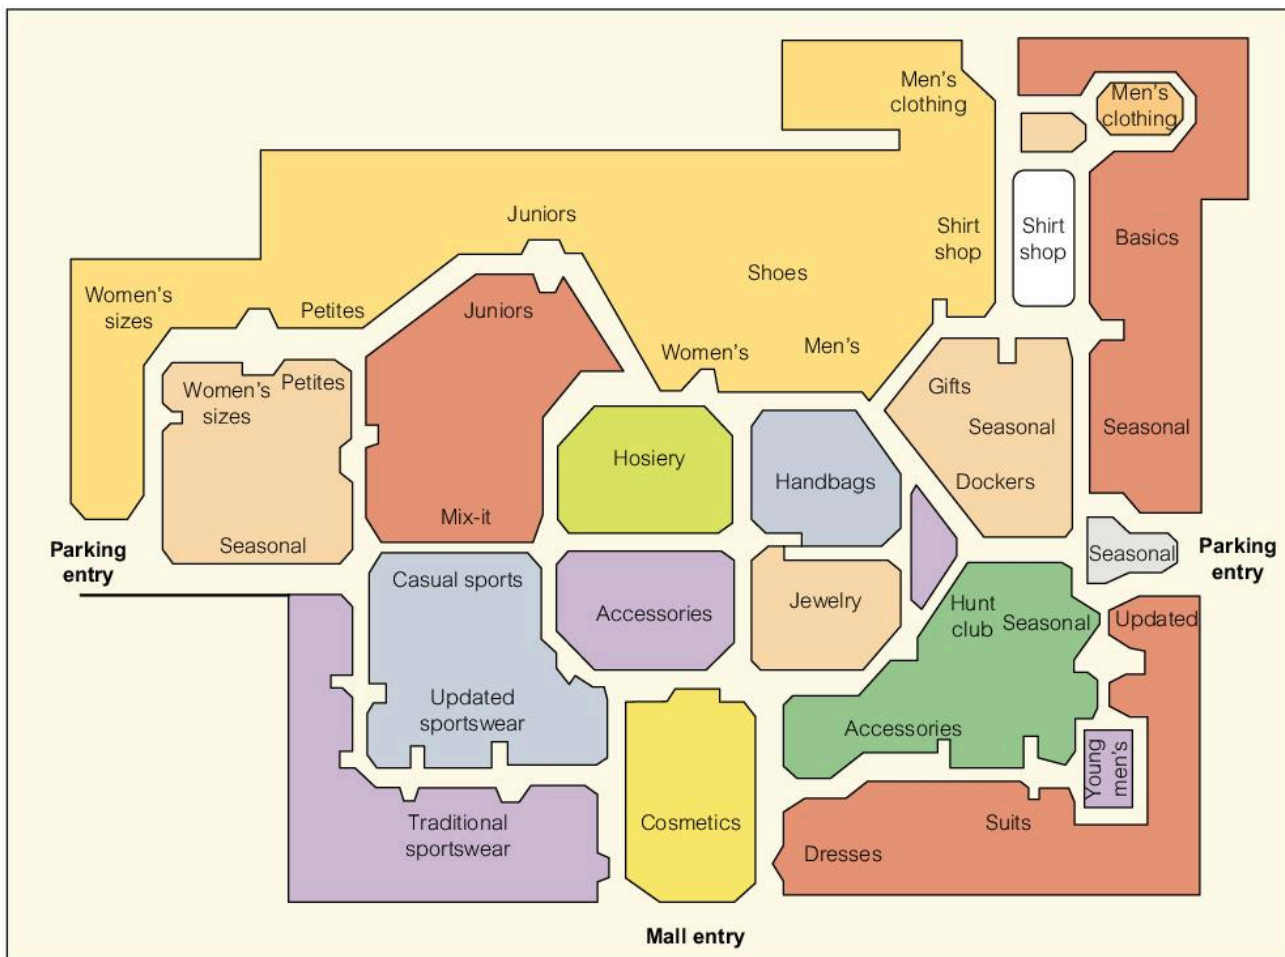 Men's
clothing
Men's
clothing
Juniors
Shirt
shop
Shirt
shop
Basics
Shoes
Women's
sizes
Petites
Juniors
Women's
Men's
Women's
sizes
Petites
Gifts
Seasonal
Seasonal
Hosiery
Handbags
Dockers
Mix-it
Seasonal
Parking
entry
Seasonal
Parking
entry
Casual sports
Accessories
Jewelry
Hunt
club
Seasonal
Updated
Updated
sportswear
Accessories
Young
men's
Traditional
sportswear
Cosmetics
Suits
Dresses
Mall entry